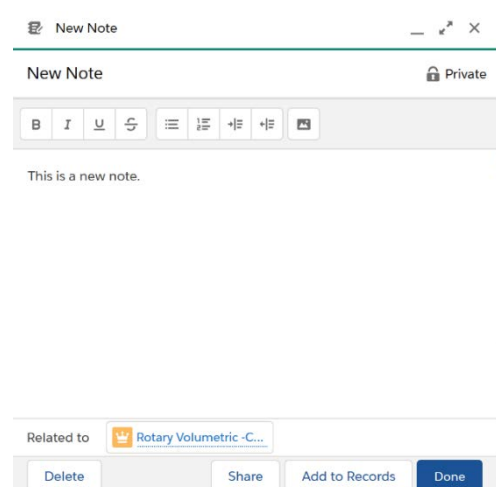 New Note
New Note Private
B I U S
This is a new note.
Related to Rotary Volumetric -C...
Delete Share Add to Records Done